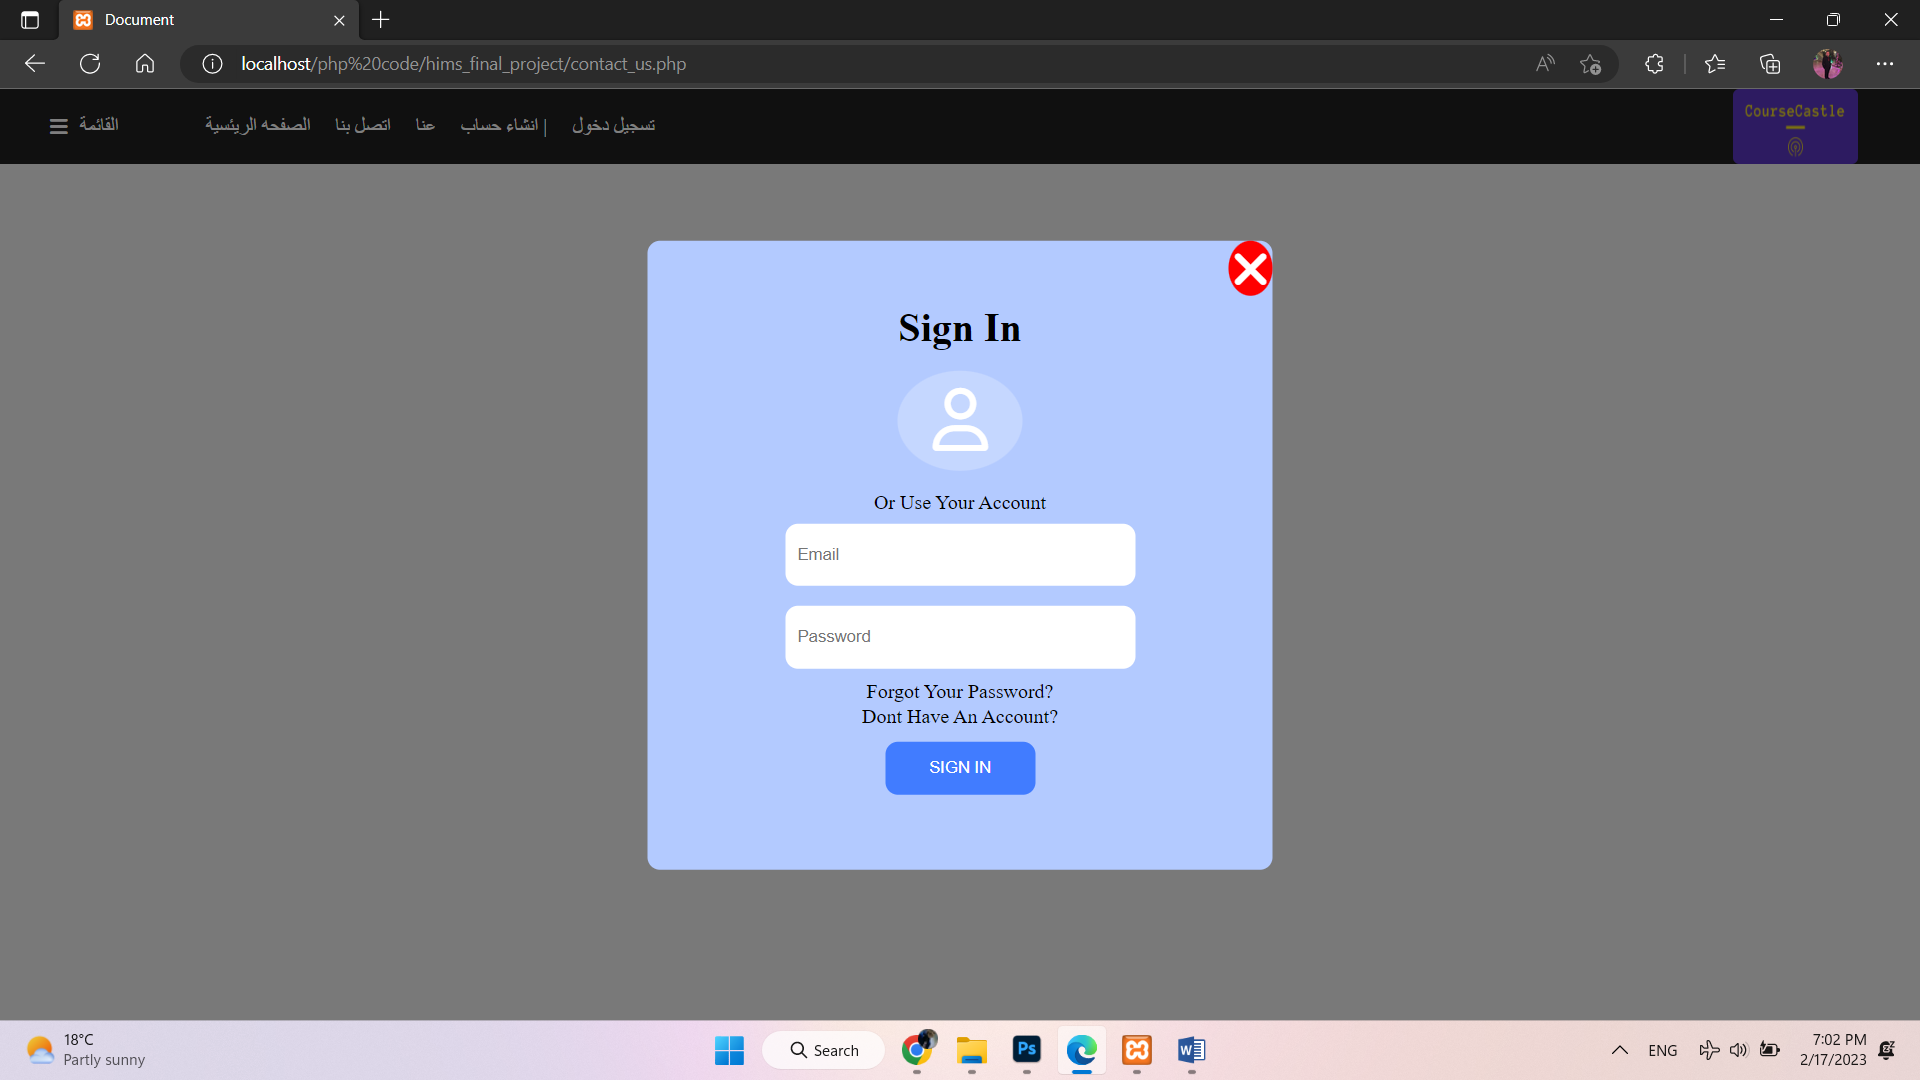 Document
localhost/php%20code/hims_final_project/contact_us.php
القائمة
الصفحه الريئسية
اتصل بنا
عنا
انشاء حساب |
تسجيل دخول
CourseCastle
Sign In
Or Use Your Account
Email
Password
Forgot Your Password?
Dont Have An Account?
SIGN IN
18°C
Partly sunny
Search
Ps
ENG
7:02 PM
2/17/2023